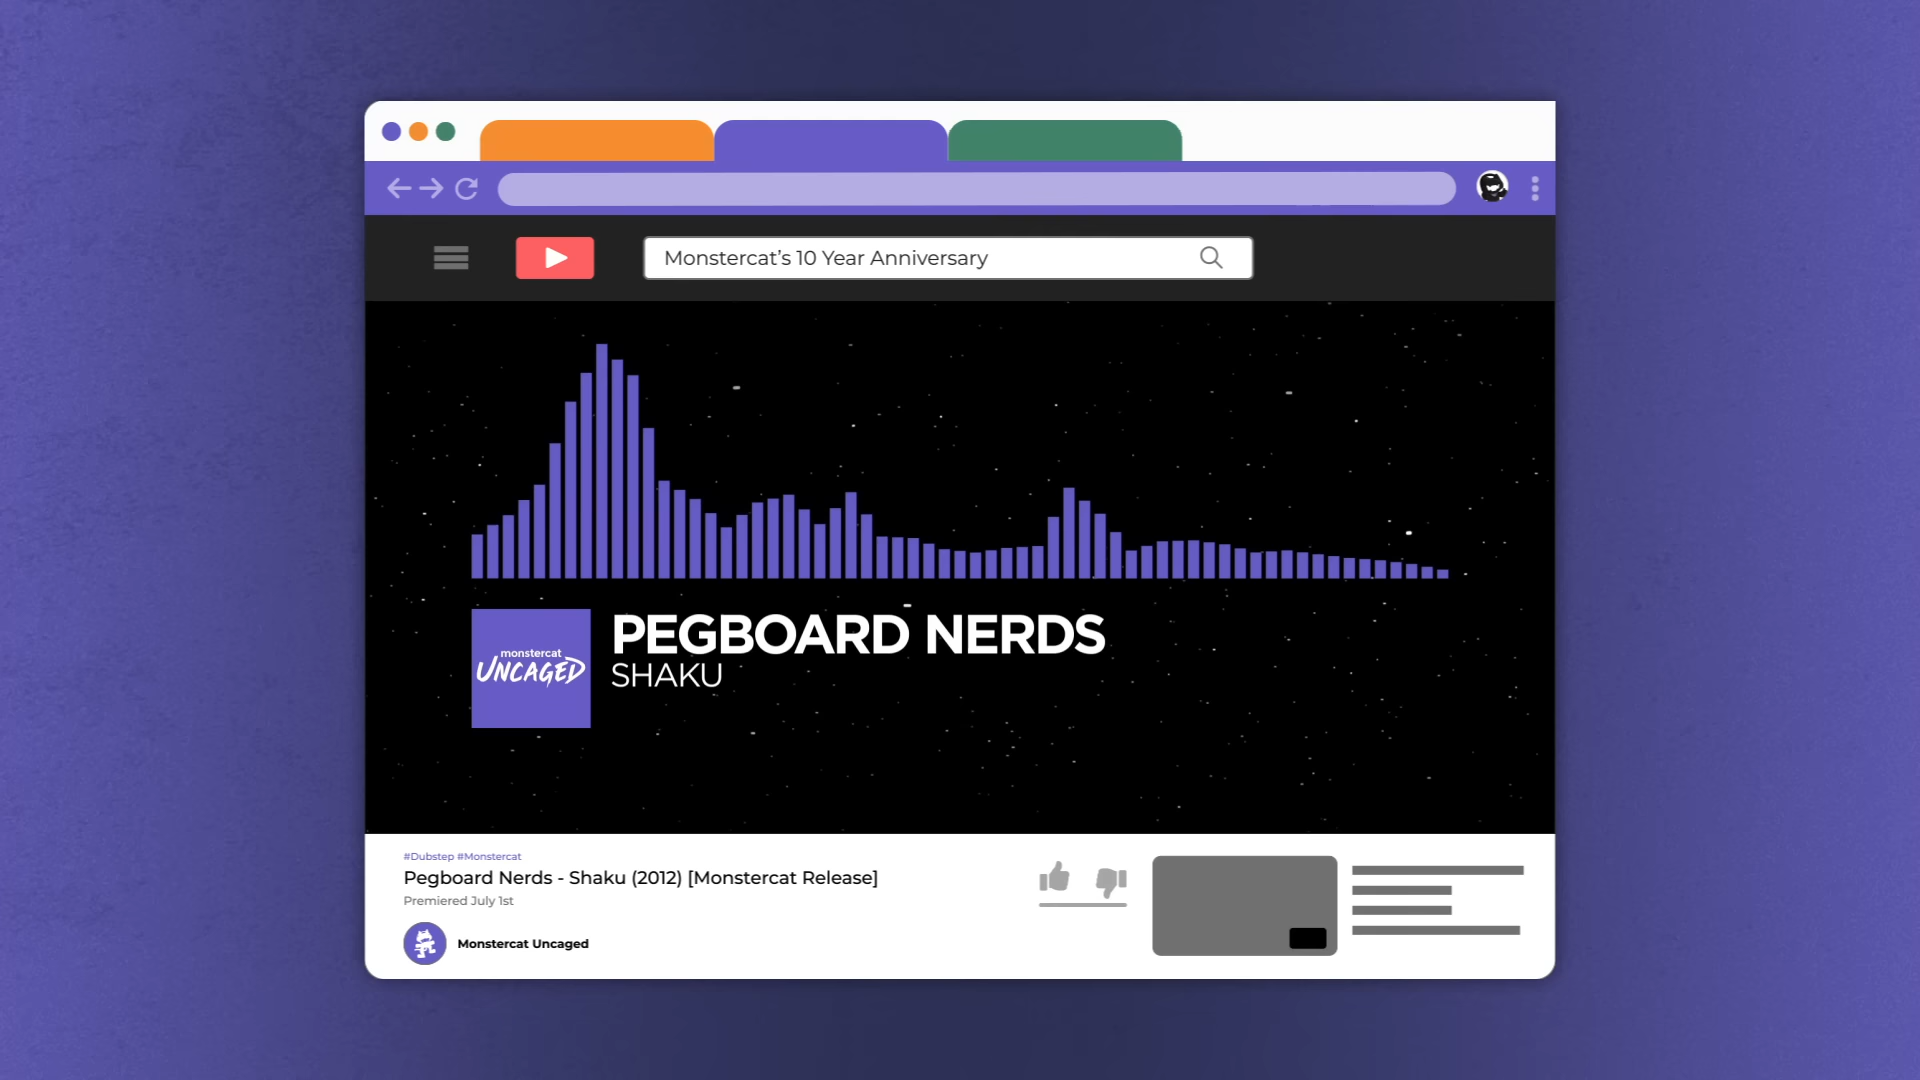 Monstercat’s 10 Year Anniversary
monstercat
UNCAGED
PEGBOARD NERDS
SHAKU
#Dubstep #Monstercat
Pegboard Nerds - Shaku (2012) [Monstercat Release]
Premiered July 1st
Monstercat Uncaged